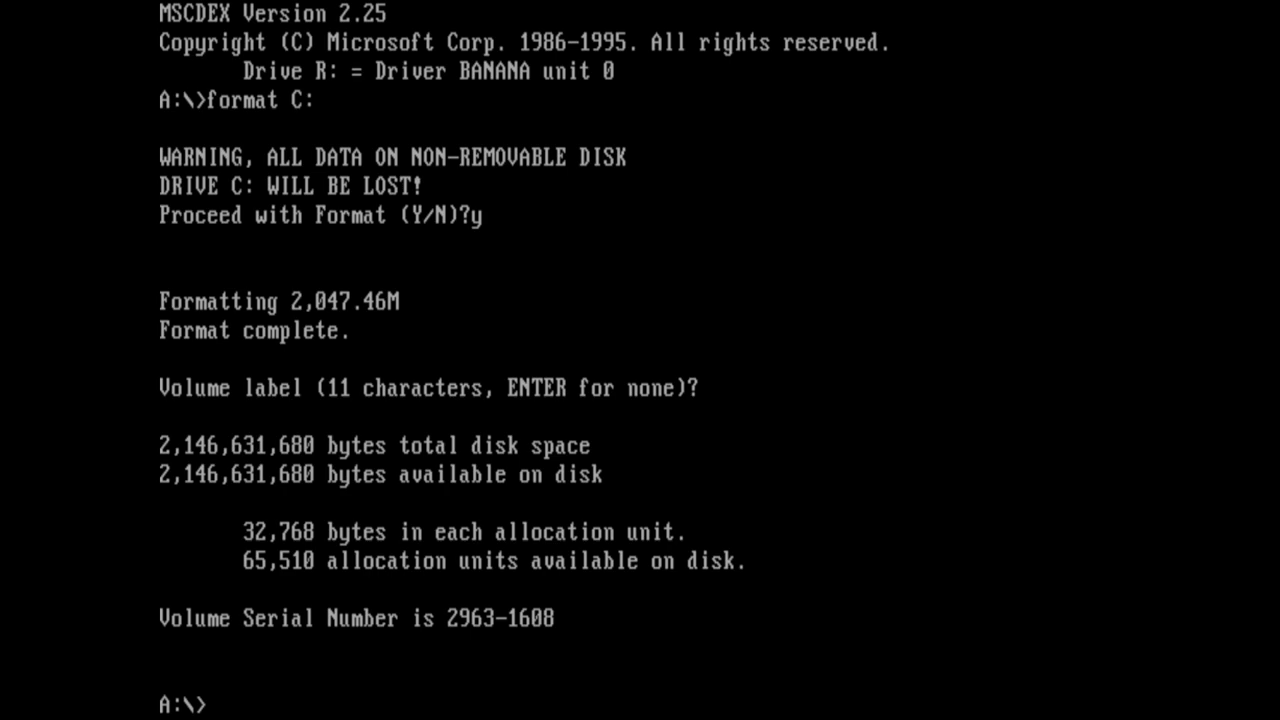 MSCDEX Version 2.25
Copyright (C) Microsoft Corp. 1986-1995. All rights reserved.
Drive R: = Driver BANANA unit 0
A:\>format C:
WARNING, ALL DATA ON NON-REMOVABLE DISK
DRIVE C: WILL BE LOST!
Proceed with Format (Y/N)?y
Formatting 2,047.46M
Format complete.
Volume label (11 characters, ENTER for none)?
2,146,631,680 bytes total disk space
2,146,631,680 bytes available on disk
32,768 bytes in each allocation unit.
65,510 allocation units available on disk.
Volume Serial Number is 2963-1608
A:\>